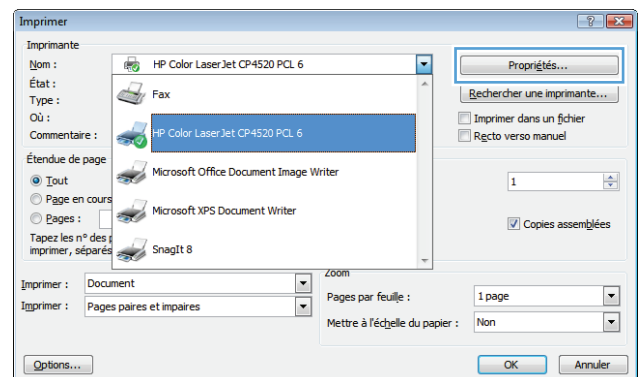 Imprimer
Imprimante
Nom : HP Color LaserJet CP4520 PCL 6 Propriétés...
État :
Fax
Type : Rechercher une imprimante...
Où : Imprimer dans un fichier
HP Color LaserJet CP4520 PCL 6
Commentaire : Recto verso manuel
Étendue de page
Microsoft Office Document Image Writer
Tout 1
Page en cours
Microsoft XPS Document Writer
Pages : Copies assemblées
Tapez les n° des
imprimer, séparés
SnagIt 8
Zoom
Imprimer : Document
Pages par feuille : 1 page
Imprimer : Pages paires et impaires
Mettre à l'échelle du papier : Non
Options... OK Annuler